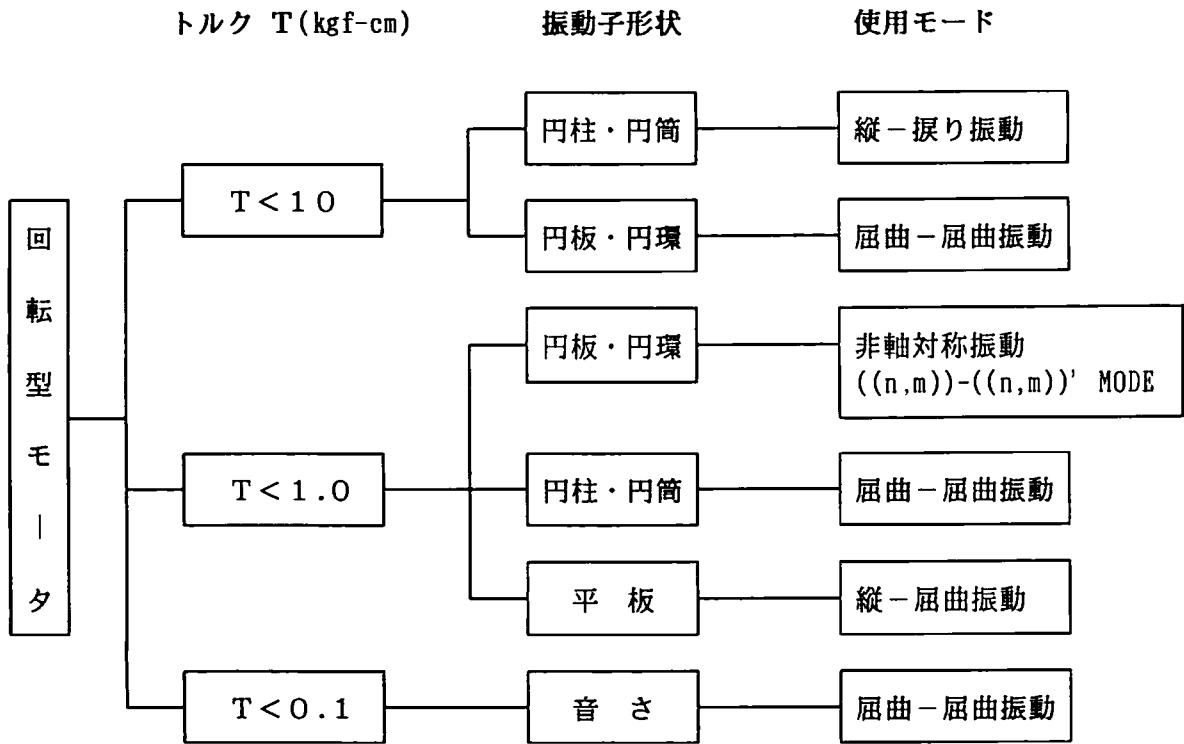 トルク T(kgf-cm) 振動子形状 使用モード
回転型モータ
T<10
円柱・円筒
縦-捩り振動
円板・円環
屈曲-屈曲振動
T<1.0
円板・円環
非軸対称振動
((n,m))-((n,m))' MODE
円柱・円筒
屈曲-屈曲振動
平 板
縦-屈曲振動
T<0.1
音 さ
屈曲-屈曲振動